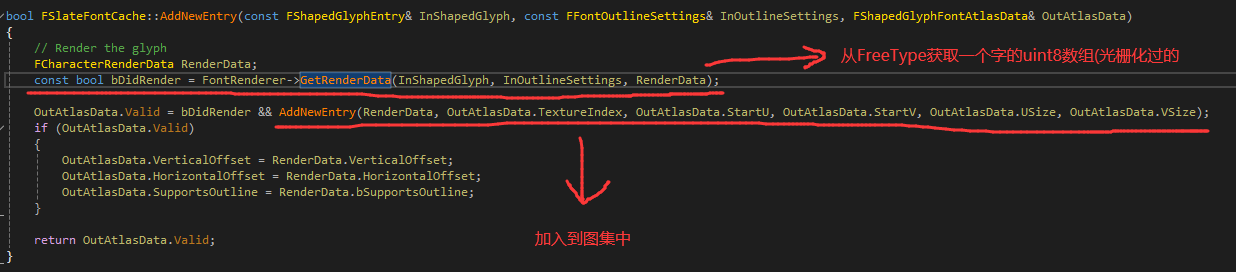 bool FSlateFontCache::AddNewEntry(const FShapedGlyphEntry& InShapedGlyph, const FFontOutlineSettings& InOutlineSettings, FShapedGlyphFontAtlasData& OutAtlasData)
{
// Render the glyph
FCharacterRenderData RenderData;
从FreeType获取一个字的uint8数组(光栅化过的
const bool bDidRender = FontRenderer->GetRenderData(InShapedGlyph, InOutlineSettings, RenderData);
OutAtlasData.Valid = bDidRender && AddNewEntry(RenderData, OutAtlasData.TextureIndex, OutAtlasData.StartU, OutAtlasData.StartV, OutAtlasData.USize, OutAtlasData.VSize);
if (OutAtlasData.Valid)
{
OutAtlasData.VerticalOffset = RenderData.VerticalOffset;
OutAtlasData.HorizontalOffset = RenderData.HorizontalOffset;
OutAtlasData.SupportsOutline = RenderData.bSupportsOutline;
}
加入到图集中
return OutAtlasData.Valid;
}